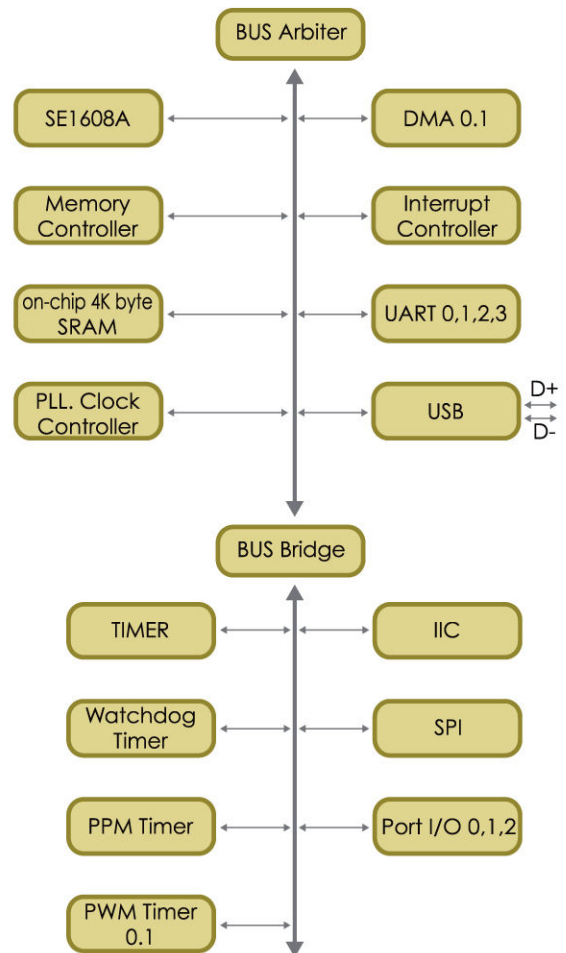 BUS Arbiter
SE1608A
DMA 0.1
Memory
Controller
Interrupt
Controller
on-chip 4K byte
SRAM
UART 0,1,2,3
PLL. Clock
Controller
USB
D+
D-
BUS Bridge
TIMER
IIC
Watchdog
Timer
SPI
PPM Timer
Port I/O 0,1,2
PWM Timer
0.1